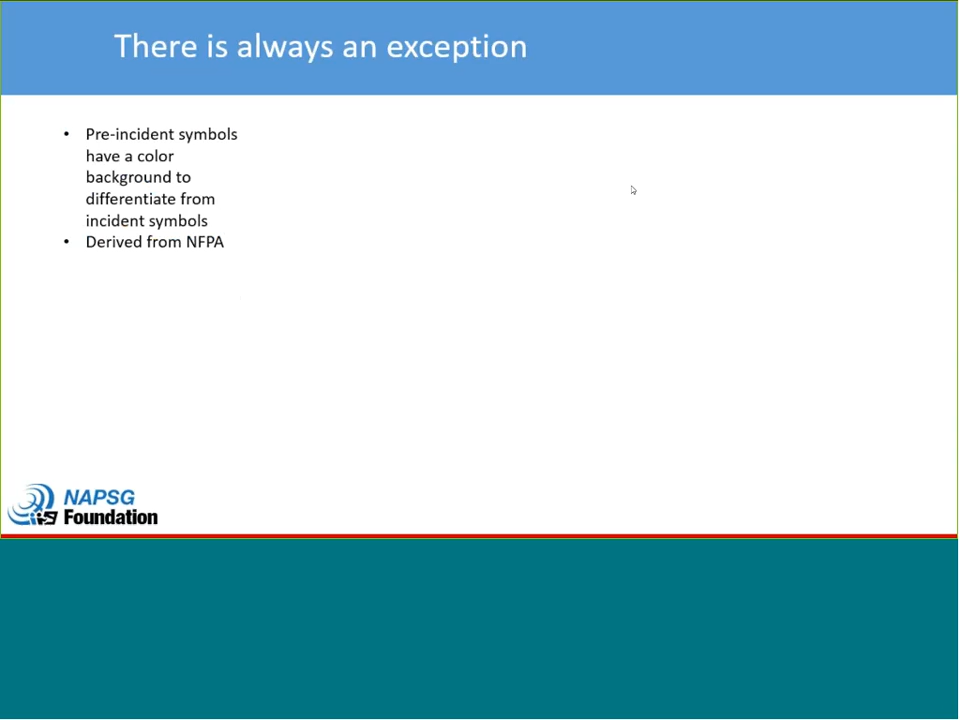 There is always an exception
• Pre-incident symbols
have a color
background to
differentiate from
incident symbols
• Derived from NFPA
NAPSG
Foundation